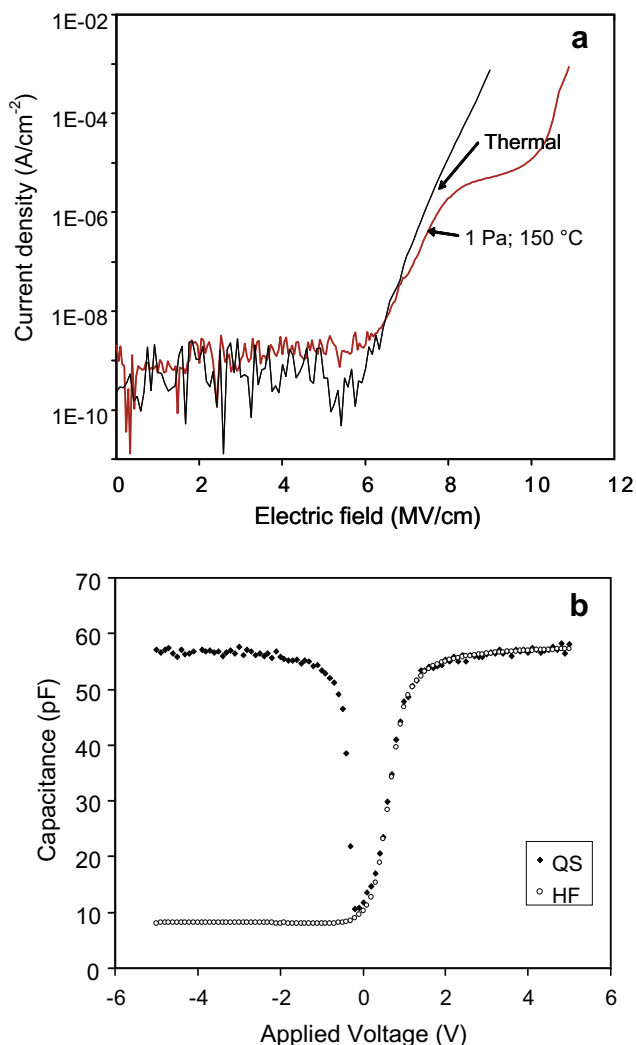 a
1E-02
1E-04
1E-06
1E-08
1E-10
Current density (A/cm-2)
Thermal
1 Pa; 150 °C
0 2 4 6 8 10 12
Electric field (MV/cm)
b
70
60
50
40
30
20
10
0
Capacitance (pF)
QS
HF
-6 -4 -2 0 2 4 6
Applied Voltage (V)